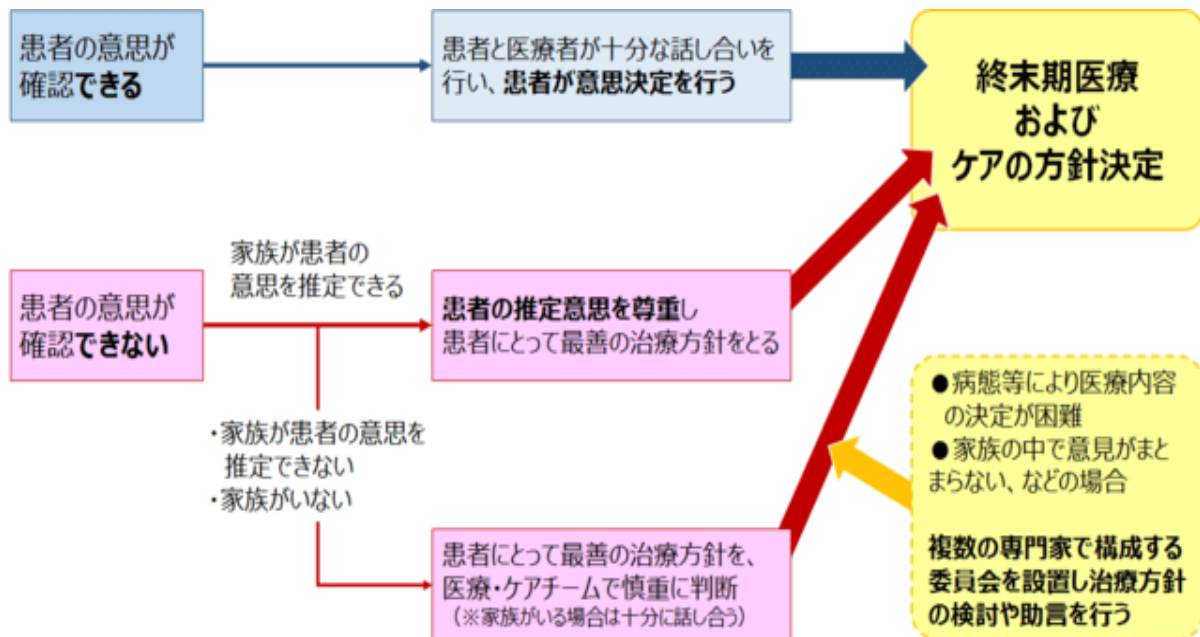 患者の意思が
確認できる
患者と医療者が十分な話し合いを
行い、患者が意思決定を行う
終末期医療
および
ケアの方針決定
家族が患者の
意思を推定できる
患者の意思が
確認できない
患者の推定意思を尊重し
患者にとって最善の治療方針をとる
・家族が患者の意思を
推定できない
・家族がいない
患者にとって最善の治療方針を、
医療・ケアチームで慎重に判断
（※家族がいる場合は十分に話し合う）
●病態等により医療内容
の決定が困難
●家族の中で意見がまと
まらない、などの場合
複数の専門家で構成する
委員会を設置し治療方針
の検討や助言を行う